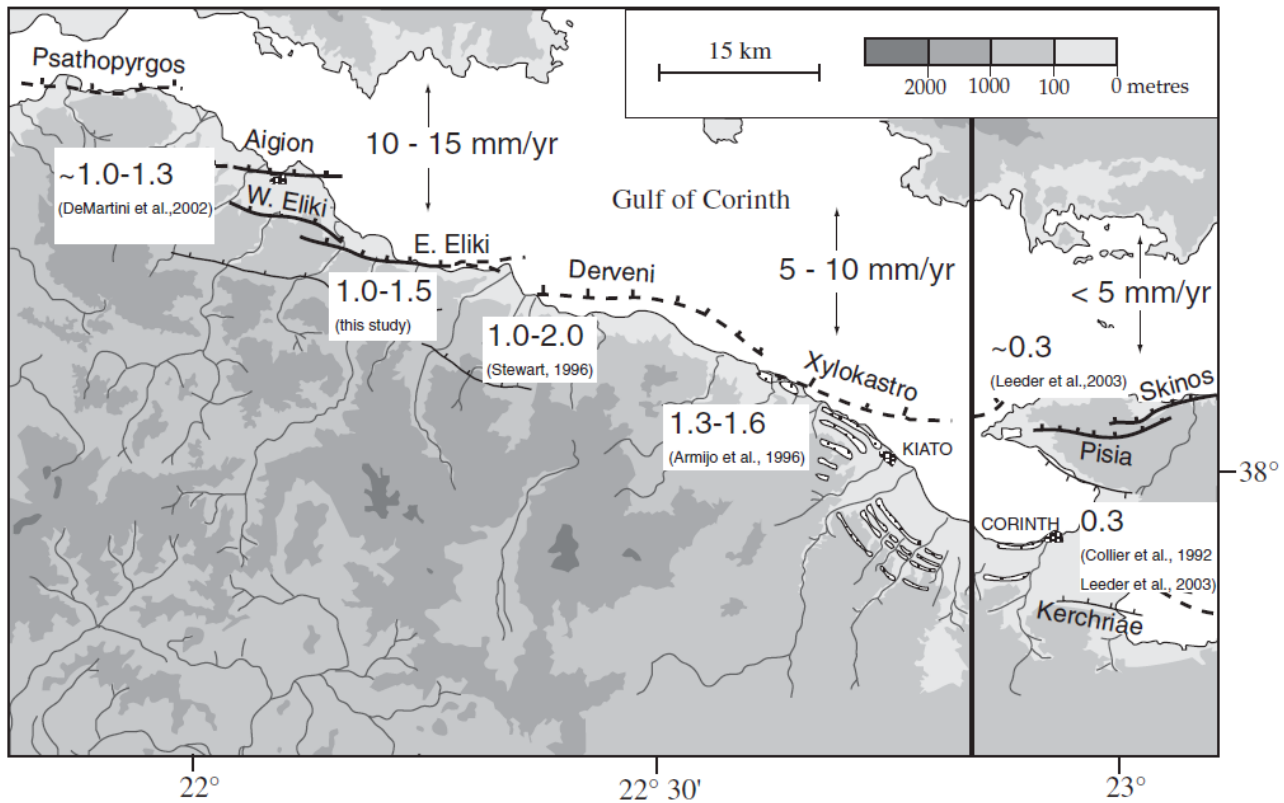 15 km
2000
1000
100
0 metres
Psathopyrgos
Aigion
10 - 15 mm/yr
~1.0-1.3
(DeMartini et al.,2002)
W. Eliki
Gulf of Corinth
E. Eliki
Derveni
5 - 10 mm/yr
< 5 mm/yr
1.0-1.5
(this study)
1.0-2.0
(Stewart, 1996)
~0.3
(Leeder et al.,2003)
Skinos
Xylokastro
1.3-1.6
(Armijo et al., 1996)
KIATO
Pisia
38°
CORINTH
0.3
(Collier et al., 1992
Leeder et al., 2003)
Kerchriae
22°
22° 30'
23°